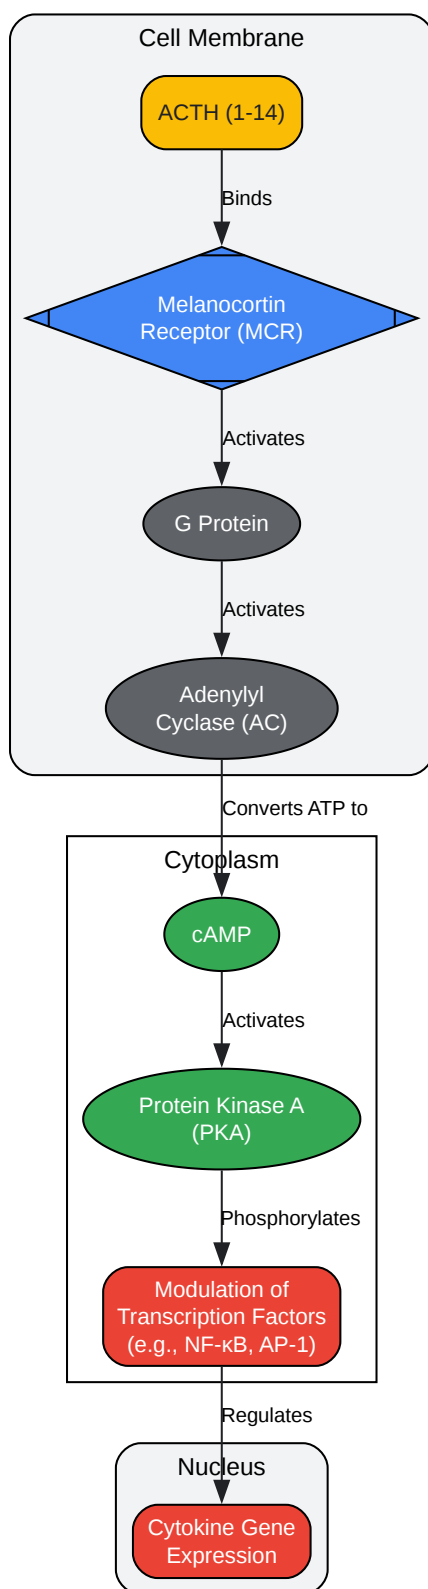 Cell Membrane
ACTH (1-14)
Binds
Melanocortin
Receptor (MCR)
Activates
G Protein
Activates
Adenylyl
Cyclase (AC)
Converts ATP to
Cytoplasm
cAMP
Activates
Protein Kinase A
(PKA)
Phosphorylates
Modulation of
Transcription Factors
(e.g., NF-κB, AP-1)
Regulates
Nucleus
Cytokine Gene
Expression